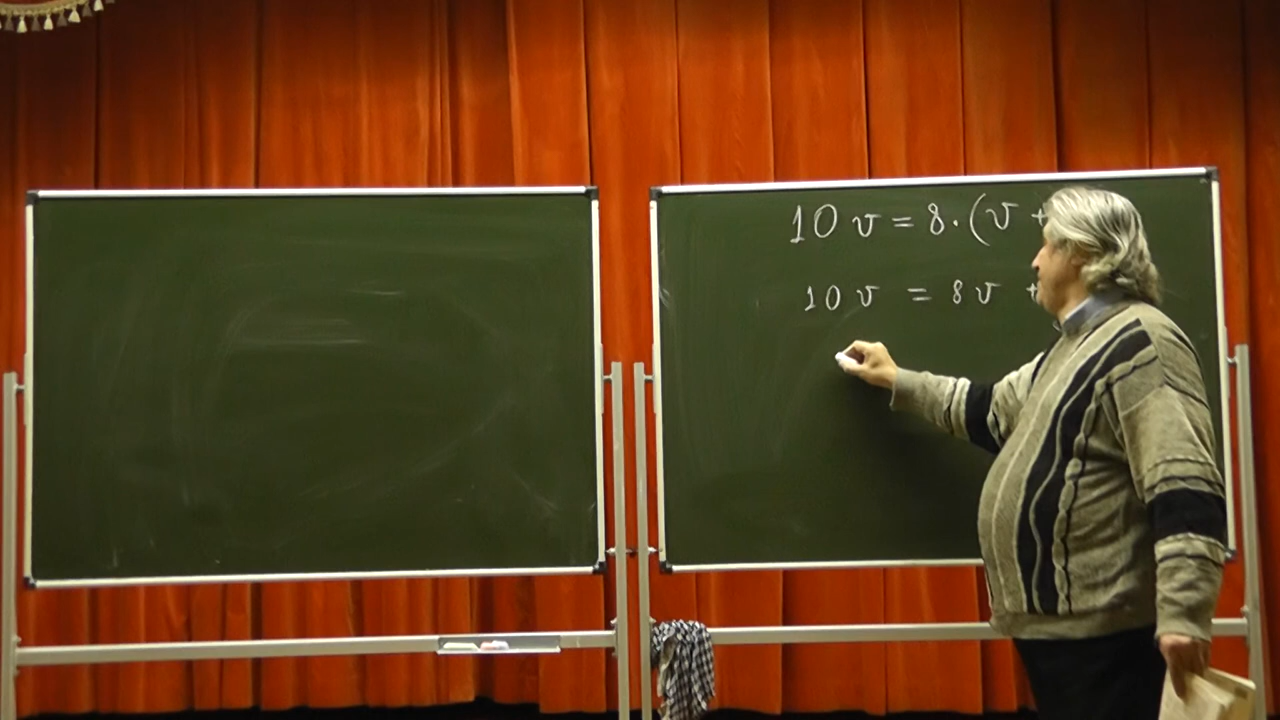 10 v = 8 · (v +
10 v = 8 v +